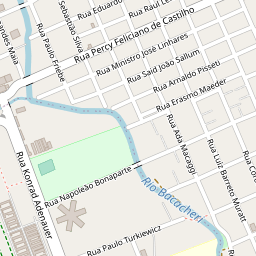 Rua Eduardo
Rua Raul
Sebastião
Rua Percy Feliciano de Castilho
Rua Paulo Friebe
Rua Ministro José Linhares
Rua Said João Sallum
Rua Arnaldo Pisseti
Rua Erasmo Maeder
Rua Ada Macaggi
Rua Luiz Barreto Muratt
Rua Konrad Adenauer
Rua Napoleão Bonaparte
Rio Bacacheri
Rua Paulo Turkiewicz